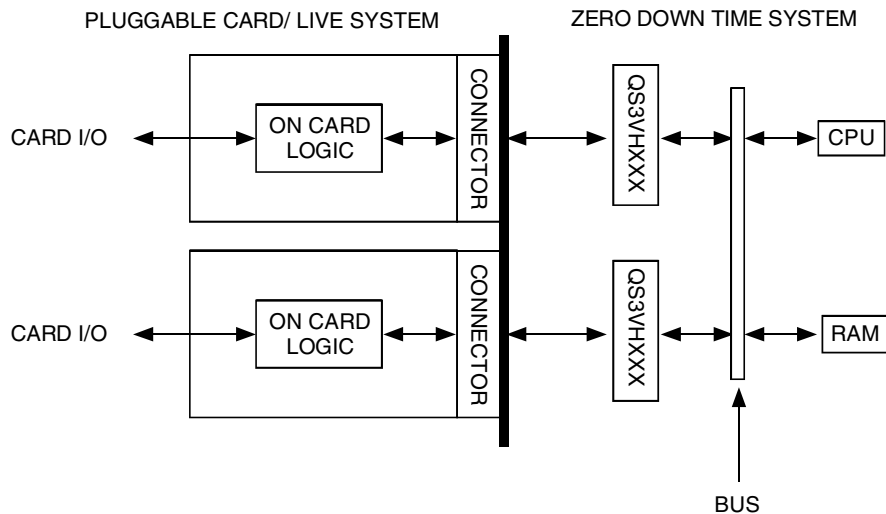 PLUGGABLE CARD/ LIVE SYSTEM
ZERO DOWN TIME SYSTEM
CARD I/O
ON CARD
LOGIC
CONNECTOR
QS3VHXXX
CPU
CARD I/O
ON CARD
LOGIC
CONNECTOR
QS3VHXXX
RAM
BUS